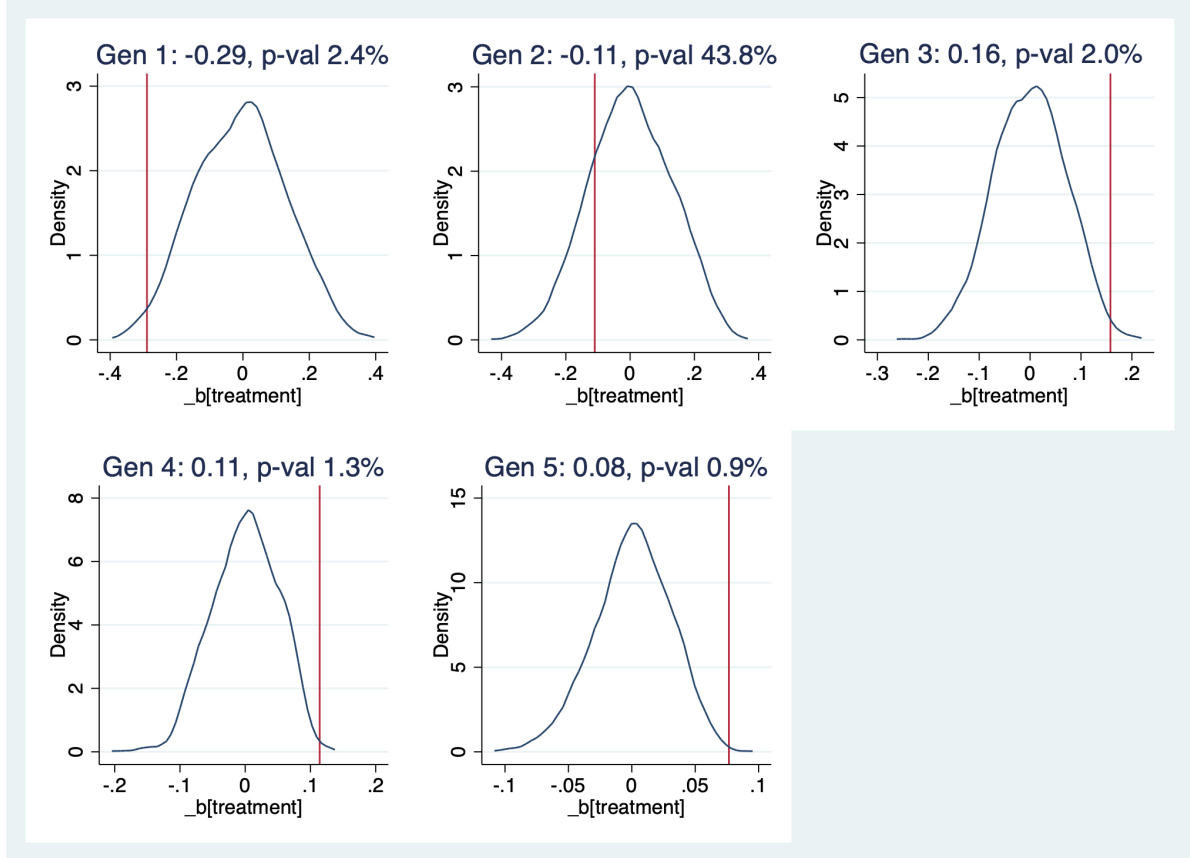 Gen 1: -0.29, p-val 2.4%
Density
0 1 2 3
-.4 -.2 0 .2 .4
_b[treatment]
Gen 2: -0.11, p-val 43.8%
Density
0 1 2 3
-.4 -.2 0 .2 .4
_b[treatment]
Gen 3: 0.16, p-val 2.0%
Density
0 1 2 3 4 5
-.3 -.2 -.1 0 .1 .2
_b[treatment]
Gen 4: 0.11, p-val 1.3%
Density
0 2 4 6 8
-.2 -.1 0 .1 .2
_b[treatment]
Gen 5: 0.08, p-val 0.9%
Density
0 5 10 15
-.1 -.05 0 .05 .1
_b[treatment]